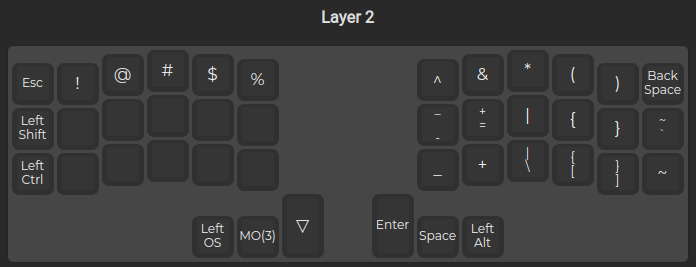 Layer 2
Esc ! @ # $ % ^ & * ( ) Back Space
Left Shift _ - + = | { } ~ `
Left Ctrl _ + | \ { [ } ] ~
Left OS MO(3) ▽ Enter Space Left Alt